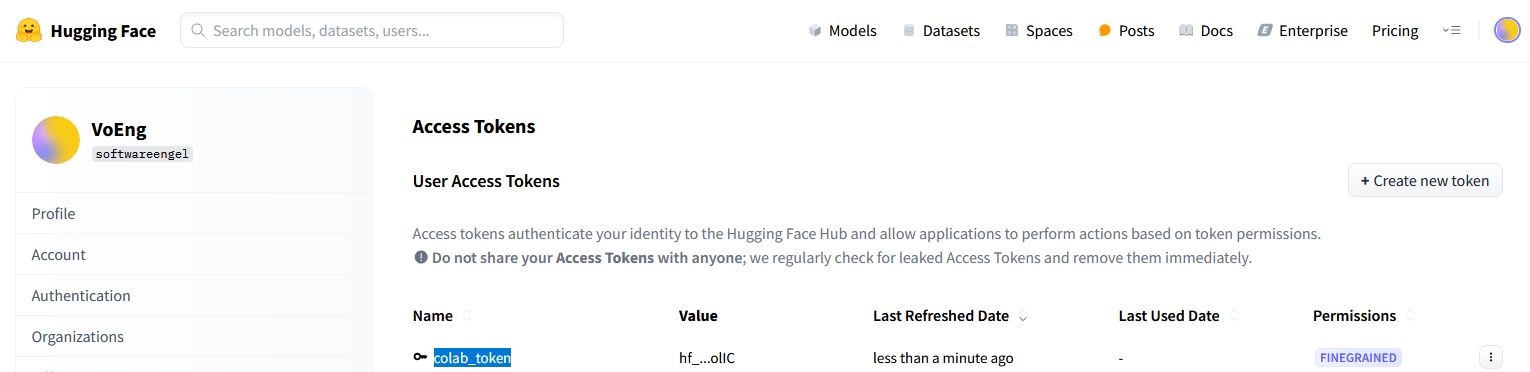 Hugging Face Search models, datasets, users... Models Datasets Spaces Posts Docs Enterprise Pricing
VoEng
softwareengel
Profile
Account
Authentication
Organizations
Access Tokens
User Access Tokens
+ Create new token
Access tokens authenticate your identity to the Hugging Face Hub and allow applications to perform actions based on token permissions.
Do not share your Access Tokens with anyone; we regularly check for leaked Access Tokens and remove them immediately.
Name Value Last Refreshed Date Last Used Date Permissions
colab_token hf_...olIC less than a minute ago - FINEGRAINED